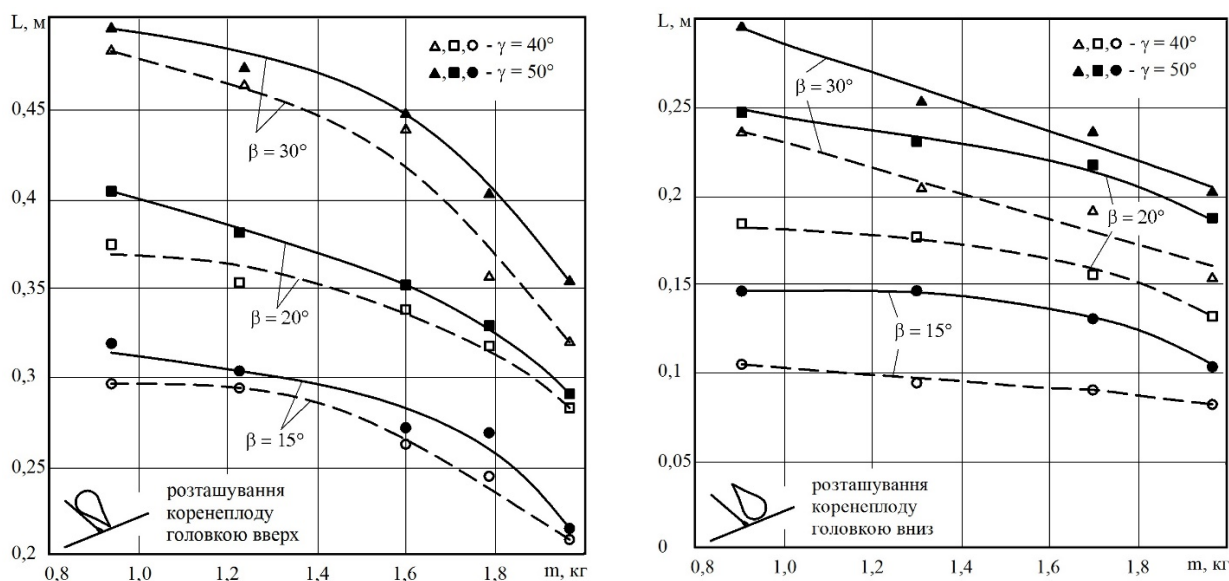 L, м
△,□,○ - γ = 40°
▲,■,● - γ = 50°
0,45
β = 30°
0,4
0,35
β = 20°
0,3
β = 15°
0,25
розташування
коренеплоду
головкою вверх
0,2
0,8 1,0 1,2 1,4 1,6 1,8 m, кг
L, м
△,□,○ - γ = 40°
▲,■,● - γ = 50°
β = 30°
0,25
0,2
β = 20°
0,15
β = 15°
0,1
0,05
розташування
коренеплоду
головкою вниз
0
0,8 1,0 1,2 1,4 1,6 1,8 m, кг